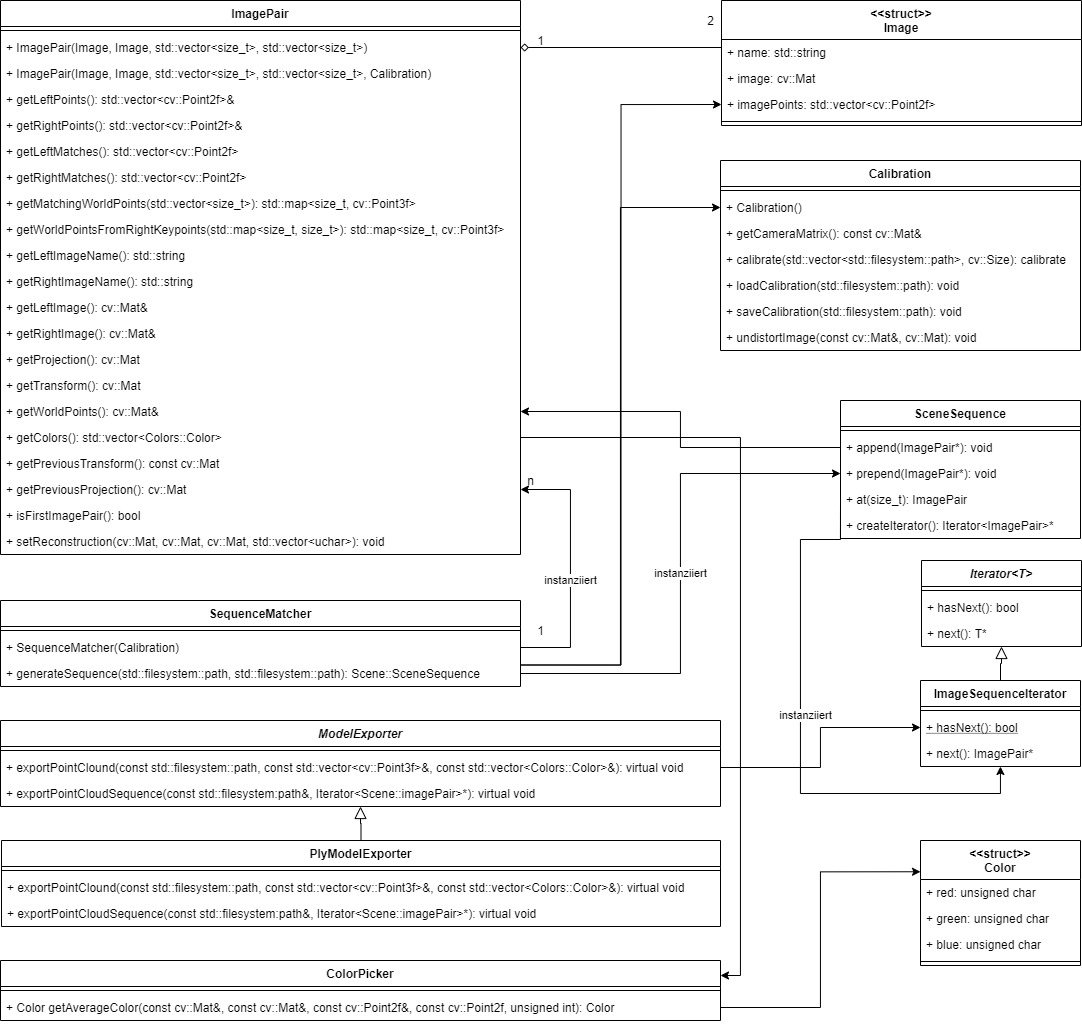 ImagePair
+ ImagePair(Image, Image, std::vector<size_t>, std::vector<size_t>)
+ ImagePair(Image, Image, std::vector<size_t>, std::vector<size_t>, Calibration)
+ getLeftPoints(): std::vector<cv::Point2f>&
+ getRightPoints(): std::vector<cv::Point2f>&
+ getLeftMatches(): std::vector<cv::Point2f>
+ getRightMatches(): std::vector<cv::Point2f>
+ getMatchingWorldPoints(std::vector<size_t>): std::map<size_t, cv::Point3f>
+ getWorldPointsFromRightKeypoints(std::map<size_t, size_t>): std::map<size_t, cv::Point3f>
+ getLeftImageName(): std::string
+ getRightImageName(): std::string
+ getLeftImage(): cv::Mat&
+ getRightImage(): cv::Mat&
+ getProjection(): cv::Mat
+ getTransform(): cv::Mat
+ getWorldPoints(): cv::Mat&
+ getColors(): std::vector<Colors::Color>
+ getPreviousTransform(): const cv::Mat
+ getPreviousProjection(): cv::Mat
+ isFirstImagePair(): bool
+ setReconstruction(cv::Mat, cv::Mat, cv::Mat, std::vector<uchar>): void
1
2
<<struct>>
Image
+ name: std::string
+ image: cv::Mat
+ imagePoints: std::vector<cv::Point2f>
Calibration
+ Calibration()
+ getCameraMatrix(): const cv::Mat&
+ calibrate(std::vector<std::filesystem::path>, cv::Size): calibrate
+ loadCalibration(std::filesystem::path): void
+ saveCalibration(std::filesystem::path): void
+ undistortImage(const cv::Mat&, cv::Mat): void
SceneSequence
+ append(ImagePair*): void
+ prepend(ImagePair*): void
+ at(size_t): ImagePair
+ createIterator(): Iterator<ImagePair>*
n
instanziiert
instanziiert
1
SequenceMatcher
+ SequenceMatcher(Calibration)
+ generateSequence(std::filesystem::path, std::filesystem::path): Scene::SceneSequence
Iterator<T>
+ hasNext(): bool
+ next(): T*
instanziiert
ImageSequenceIterator
+ hasNext(): bool
+ next(): ImagePair*
ModelExporter
+ exportPointClound(const std::filesystem::path, const std::vector<cv::Point3f>&, const std::vector<Colors::Color>&): virtual void
+ exportPointCloudSequence(const std::filesystem:path&, Iterator<Scene::imagePair>*): virtual void
PlyModelExporter
+ exportPointClound(const std::filesystem::path, const std::vector<cv::Point3f>&, const std::vector<Colors::Color>&): virtual void
+ exportPointCloudSequence(const std::filesystem:path&, Iterator<Scene::imagePair>*): virtual void
<<struct>>
Color
+ red: unsigned char
+ green: unsigned char
+ blue: unsigned char
ColorPicker
+ Color getAverageColor(const cv::Mat&, const cv::Mat&, const cv::Point2f&, const cv::Point2f, unsigned int): Color